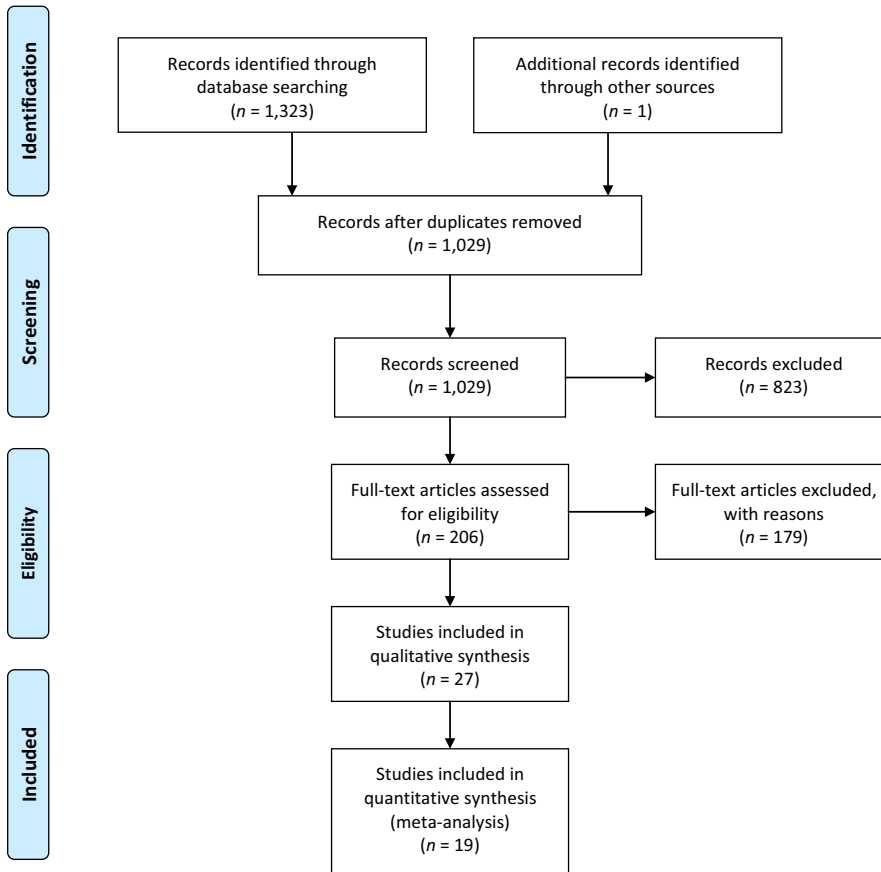 Identification
Records identified through
database searching
(n = 1,323)
Additional records identified
through other sources
(n = 1)
Records after duplicates removed
(n = 1,029)
Screening
Records screened
(n = 1,029)
Records excluded
(n = 823)
Eligibility
Full-text articles assessed
for eligibility
(n = 206)
Full-text articles excluded,
with reasons
(n = 179)
Studies included in
qualitative synthesis
(n = 27)
Included
Studies included in
quantitative synthesis
(meta-analysis)
(n = 19)